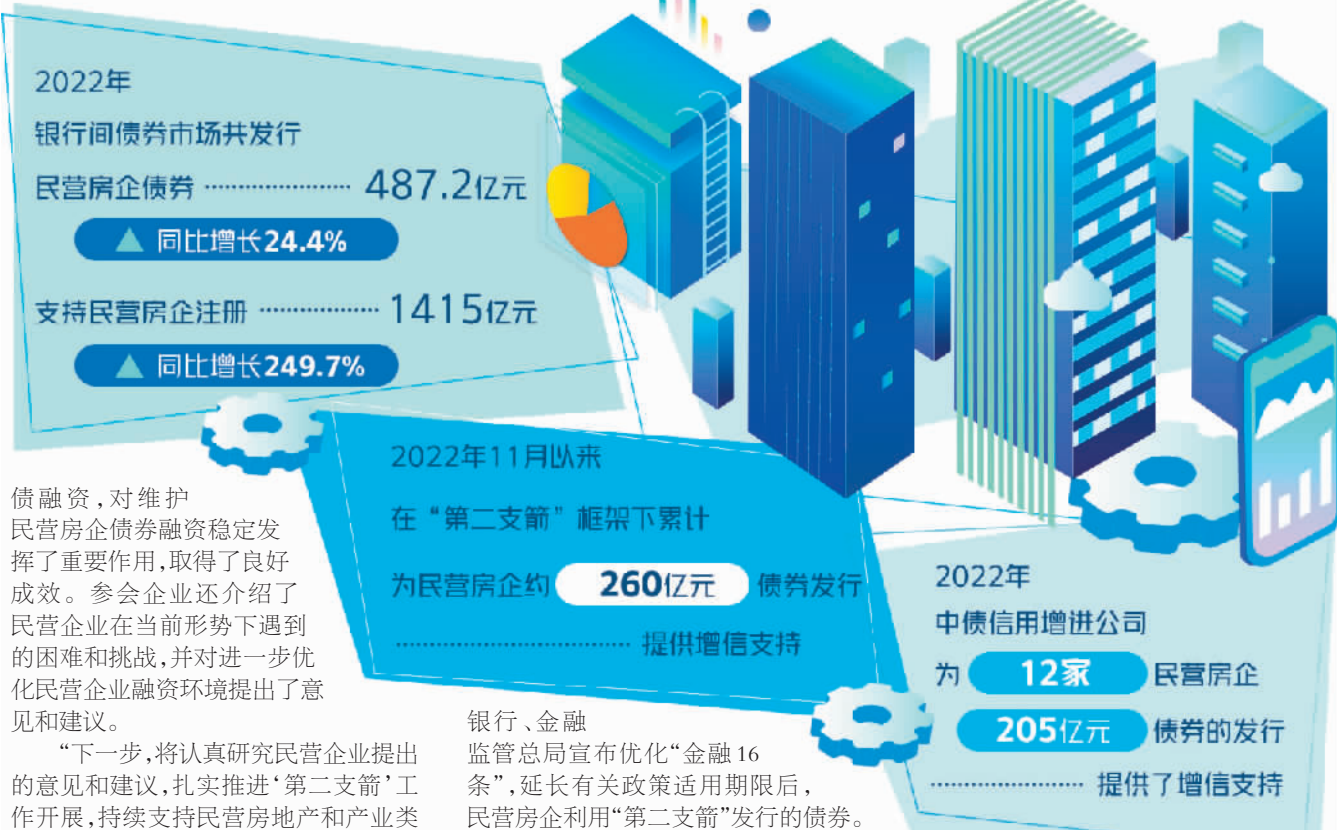 2022年
银行间债券市场共发行
民营房企债券 ………………… 487.2亿元
▲ 同比增长24.4%
支持民营房企注册 ……………… 1415亿元
▲ 同比增长249.7%
2022年11月以来
在“第二支箭”框架下累计
为民营房企约 260亿元 债券发行
………………………… 提供增信支持
2022年
中债信用增进公司
为 12家 民营房企
205亿元 债券的发行
………………… 提供了增信支持
债融资,对维护
民营房企债券融资稳定发
挥了重要作用,取得了良好
成效。参会企业还介绍了
民营企业在当前形势下遇到
的困难和挑战,并对进一步优
化民营企业融资环境提出了意
见和建议。
“下一步,将认真研究民营企业提出
的意见和建议,扎实推进‘第二支箭’工
作开展,持续支持民营房地产和产业类
银行、金融
监管总局宣布优化“金融16
条”,延长有关政策适用期限后,
民营房企利用“第二支箭”发行的债券。